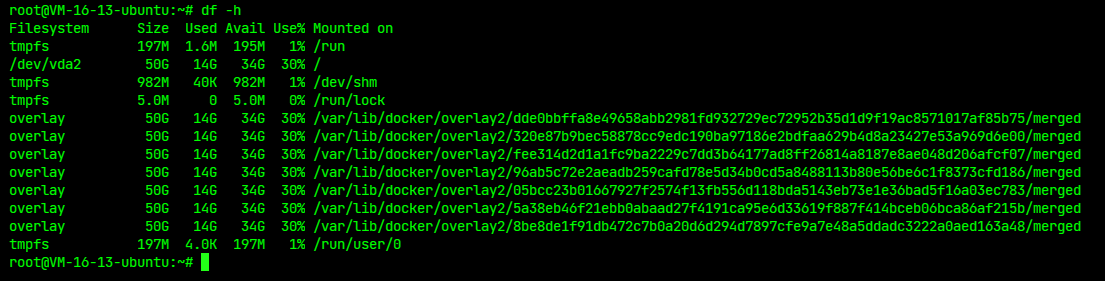 root@VM-16-13-ubuntu:~# df -h
Filesystem      Size  Used Avail Use% Mounted on
tmpfs           197M  1.6M  195M   1% /run
/dev/vda2        50G   14G   34G  30% /
tmpfs           982M   40K  982M   1% /dev/shm
tmpfs           5.0M     0  5.0M   0% /run/lock
overlay          50G   14G   34G  30% /var/lib/docker/overlay2/dde0bbffa8e49658abb2981fd932729ec72952b35d1d9f19ac8571017af85b75/merged
overlay          50G   14G   34G  30% /var/lib/docker/overlay2/320e87b9bec58878cc9edc190ba97186e2bdfaa629b4d8a23427e53a969d6e00/merged
overlay          50G   14G   34G  30% /var/lib/docker/overlay2/fee314d2d1a1fc9ba2229c7dd3b64177ad8ff26814a8187e8ae048d206afcf07/merged
overlay          50G   14G   34G  30% /var/lib/docker/overlay2/96ab5c72e2aeadb259cafd78e5d34b0cd5a8488113b80e56be6c1f8373cfd186/merged
overlay          50G   14G   34G  30% /var/lib/docker/overlay2/05bcc23b01667927f2574f13fb556d118bda5143eb73e1e36bad5f16a03ec783/merged
overlay          50G   14G   34G  30% /var/lib/docker/overlay2/5a38eb46f21ebb0abaad27f4191ca95e6d33619f887f414bceb06bca86af215b/merged
overlay          50G   14G   34G  30% /var/lib/docker/overlay2/8be8de1f91db472c7b0a20d6d294d7897cfe9a7e48a5ddadc3222a0aed163a48/merged
tmpfs           197M  4.0K  197M   1% /run/user/0
root@VM-16-13-ubuntu:~#